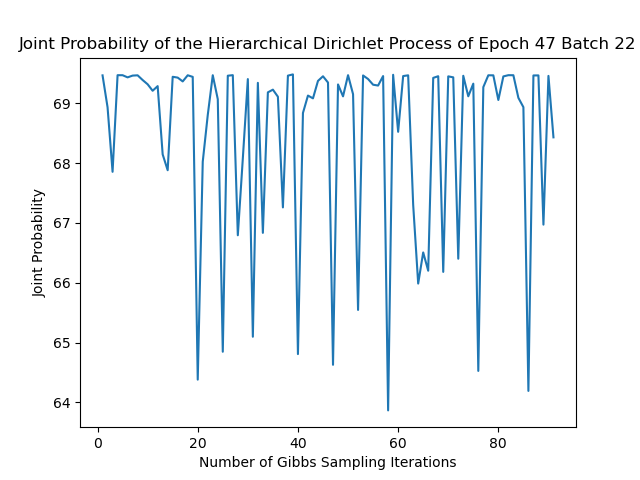 Joint Probability of the Hierarchical Dirichlet Process of Epoch 47 Batch 22
Joint Probability
69
68
67
66
65
64
0 20 40 60 80
Number of Gibbs Sampling Iterations